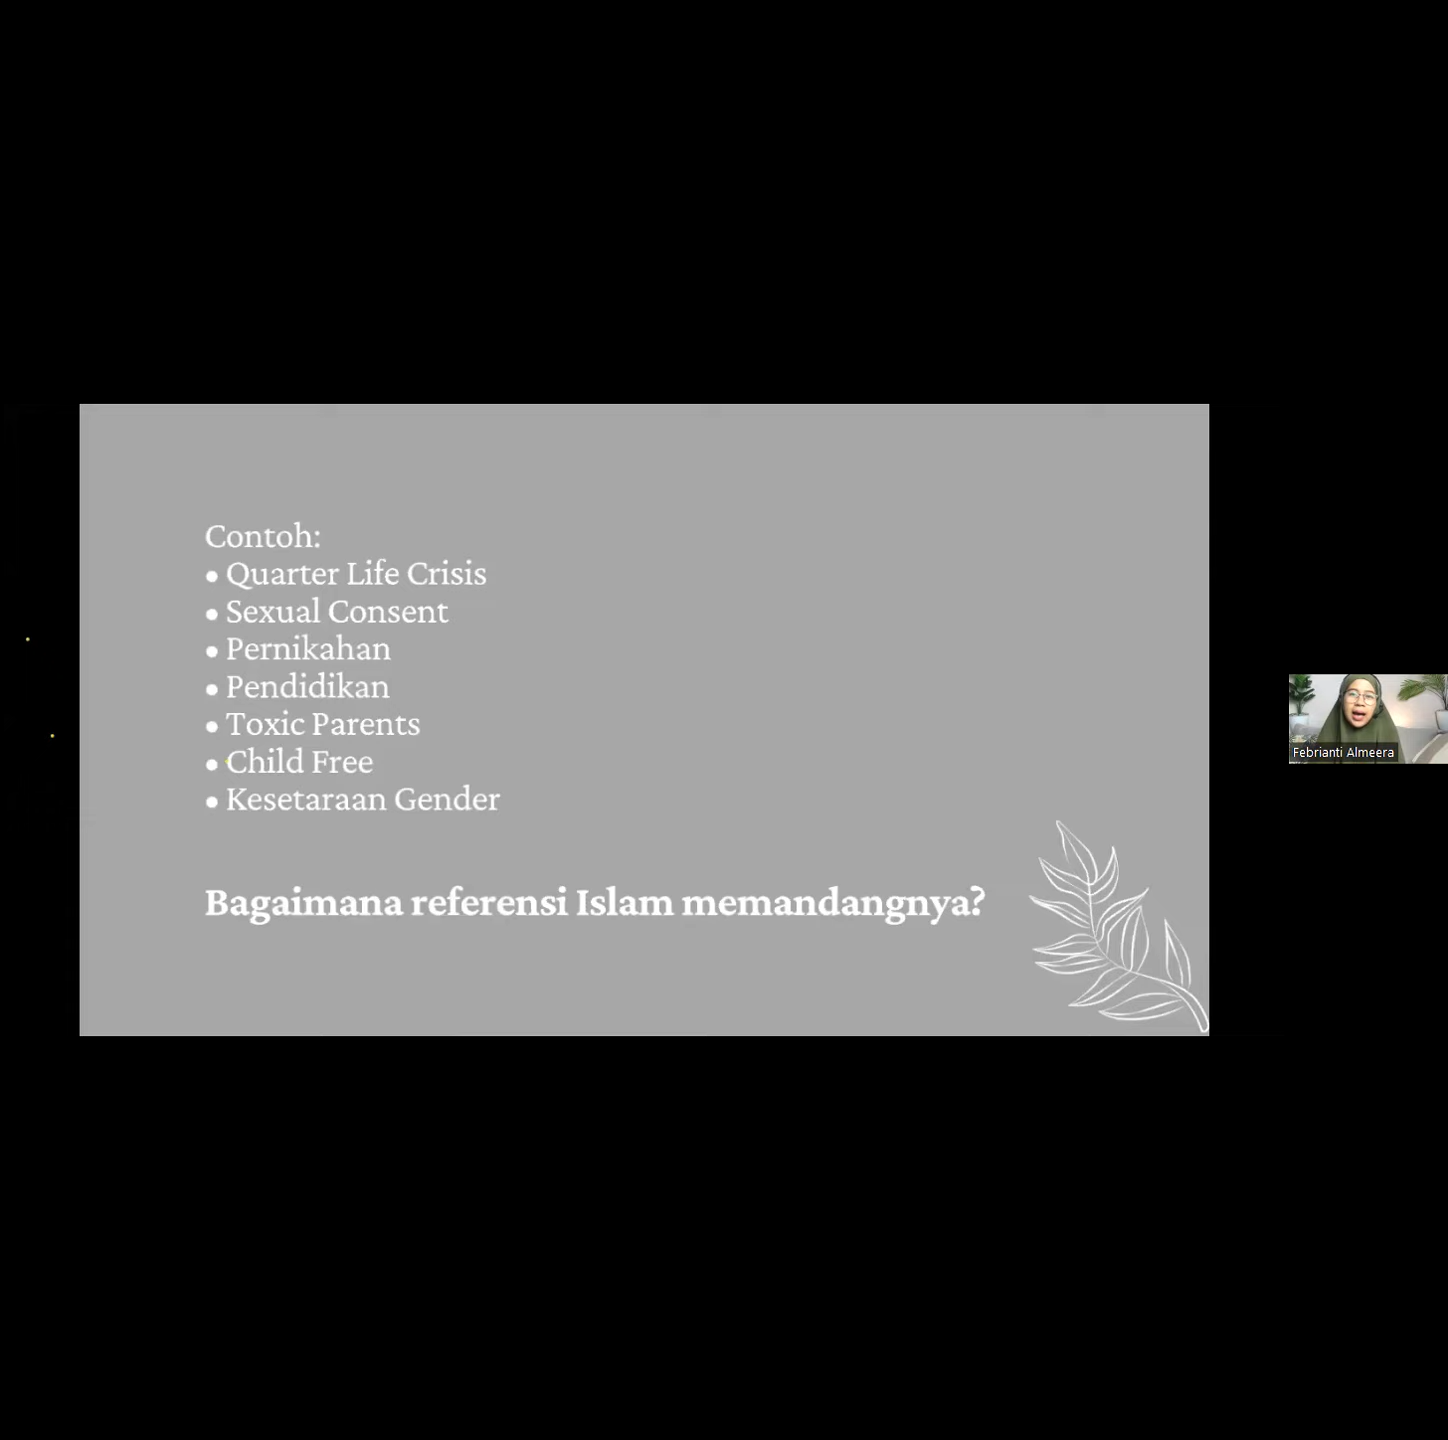 Contoh:
• Quarter Life Crisis
• Sexual Consent
• Pernikahan
• Pendidikan
• Toxic Parents
• Child Free
• Kesetaraan Gender
Bagaimana referensi Islam memandangnya?
Febrianti Almeera